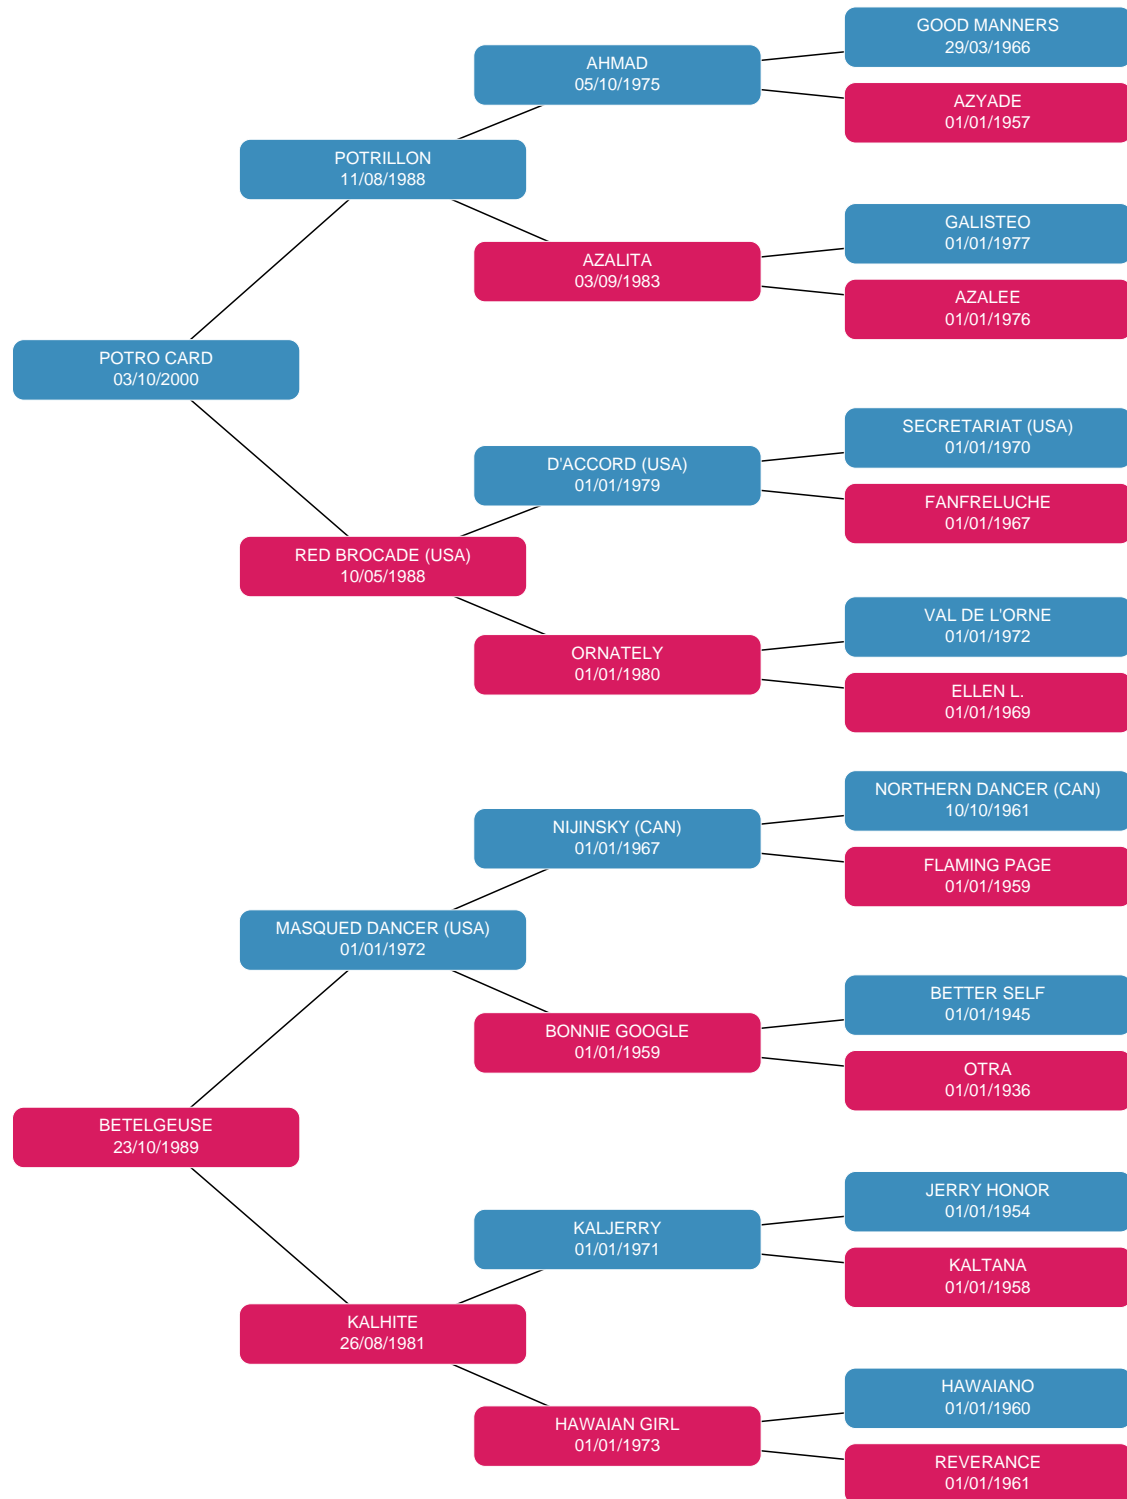 GOOD MANNERS
29/03/1966
AHMAD
05/10/1975
AZYADE
01/01/1957
POTRILLON
11/08/1988
GALISTEO
01/01/1977
AZALITA
03/09/1983
AZALEE
01/01/1976
POTRO CARD
03/10/2000
SECRETARIAT (USA)
01/01/1970
D'ACCORD (USA)
01/01/1979
FANFRELUCHE
01/01/1967
RED BROCADE (USA)
10/05/1988
VAL DE L'ORNE
01/01/1972
ORNATELY
01/01/1980
ELLEN L.
01/01/1969
NORTHERN DANCER (CAN)
10/10/1961
NIJINSKY (CAN)
01/01/1967
FLAMING PAGE
01/01/1959
MASQUED DANCER (USA)
01/01/1972
BETTER SELF
01/01/1945
BONNIE GOOGLE
01/01/1959
OTRA
01/01/1936
BETELGEUSE
23/10/1989
JERRY HONOR
01/01/1954
KALJERRY
01/01/1971
KALTANA
01/01/1958
KALHITE
26/08/1981
HAWAIANO
01/01/1960
HAWAIAN GIRL
01/01/1973
REVERANCE
01/01/1961